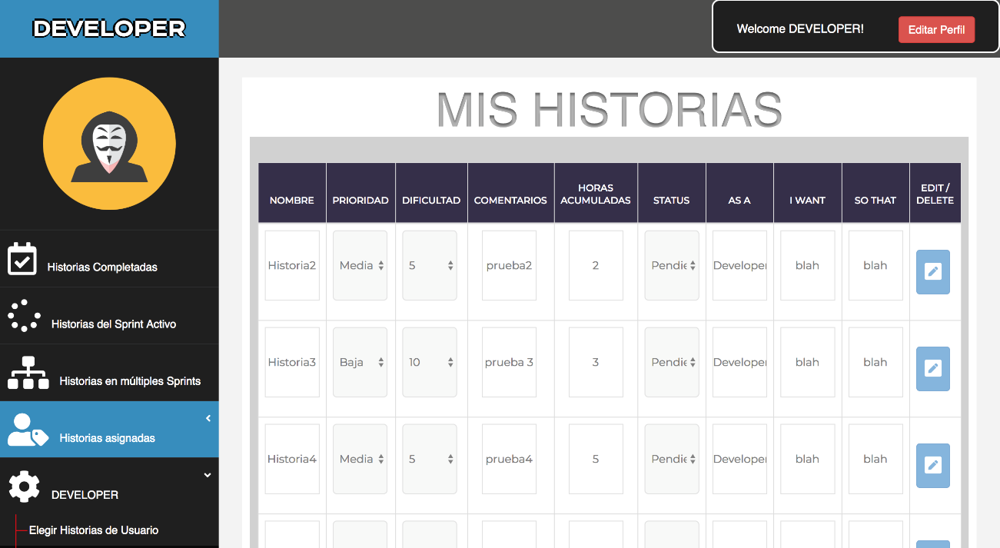 DEVELOPER
Welcome DEVELOPER!
Editar Perfil
Historias Completadas
Historias del Sprint Activo
Historias en múltiples Sprints
Historias asignadas
DEVELOPER
Elegir Historias de Usuario
MIS HISTORIAS
NOMBRE PRIORIDAD DIFICULTAD COMENTARIOS HORAS ACUMULADAS STATUS AS A I WANT SO THAT EDIT / DELETE
Historia2 Media 5 prueba2 2 Pendie Developer blah blah
Historia3 Baja 10 prueba 3 3 Pendie Developer blah blah
Historia4 Media 5 prueba4 5 Pendie Developer blah blah